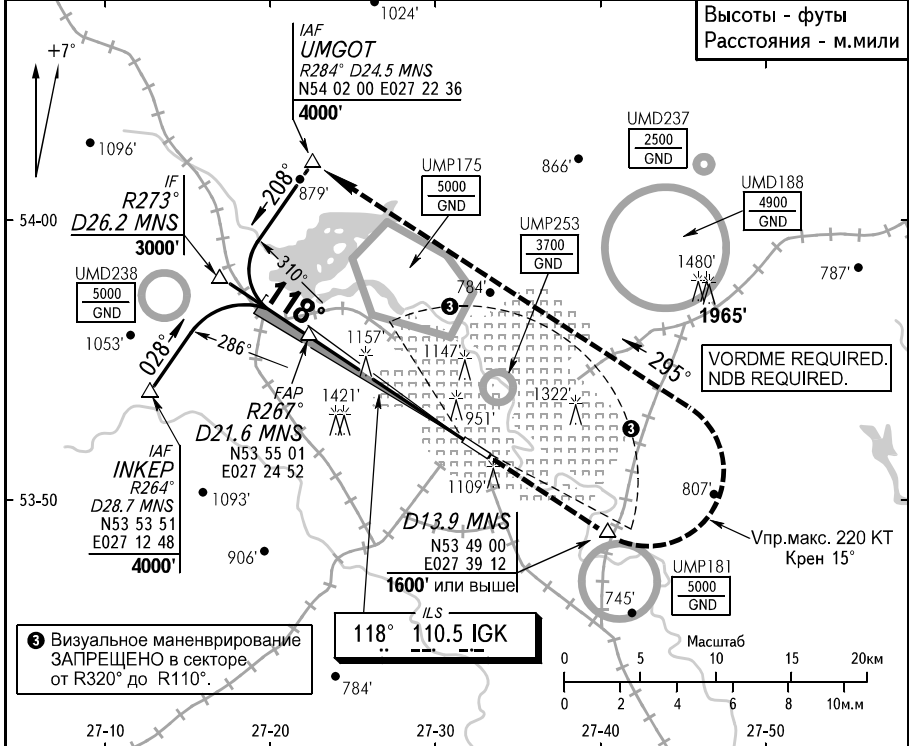 Высоты - футы
Расстояния - м.мили
+7°
1024'
IAF
UMGOT
R284° D24.5 MNS
N54 02 00 E027 22 36
4000'
1096'
879'
208°
866'
UMD237
2500
GND
UMP175
5000
GND
UMD188
4900
GND
IF
R273°
D26.2 MNS
3000'
54-00
UMP253
3700
GND
UMD238
5000
GND
310°
118°
784'
3
1480'
1965'
787'
1053'
028°
286°
1157'
1147'
295°
VORDME REQUIRED.
NDB REQUIRED.
FAP
R267°
D21.6 MNS
N53 55 01
E027 24 52
1421'
951'
1322'
3
IAF
INKEP
R264°
D28.7 MNS
N53 53 51
E027 12 48
4000'
53-50
1093'
906'
1109'
807'
D13.9 MNS
N53 49 00
E027 39 12
1600' или выше
Vпр.макс. 220 КТ
Крен 15°
UMP181
5000
GND
745'
ILS
118° 110.5 IGK
3 Визуальное маненврирование
ЗАПРЕЩЕНО в секторе
от R320° до R110°.
784'
Масштаб
0 5 10 15 20км
0 2 4 6 8 10м.м
27-10 27-20 27-30 27-40 27-50